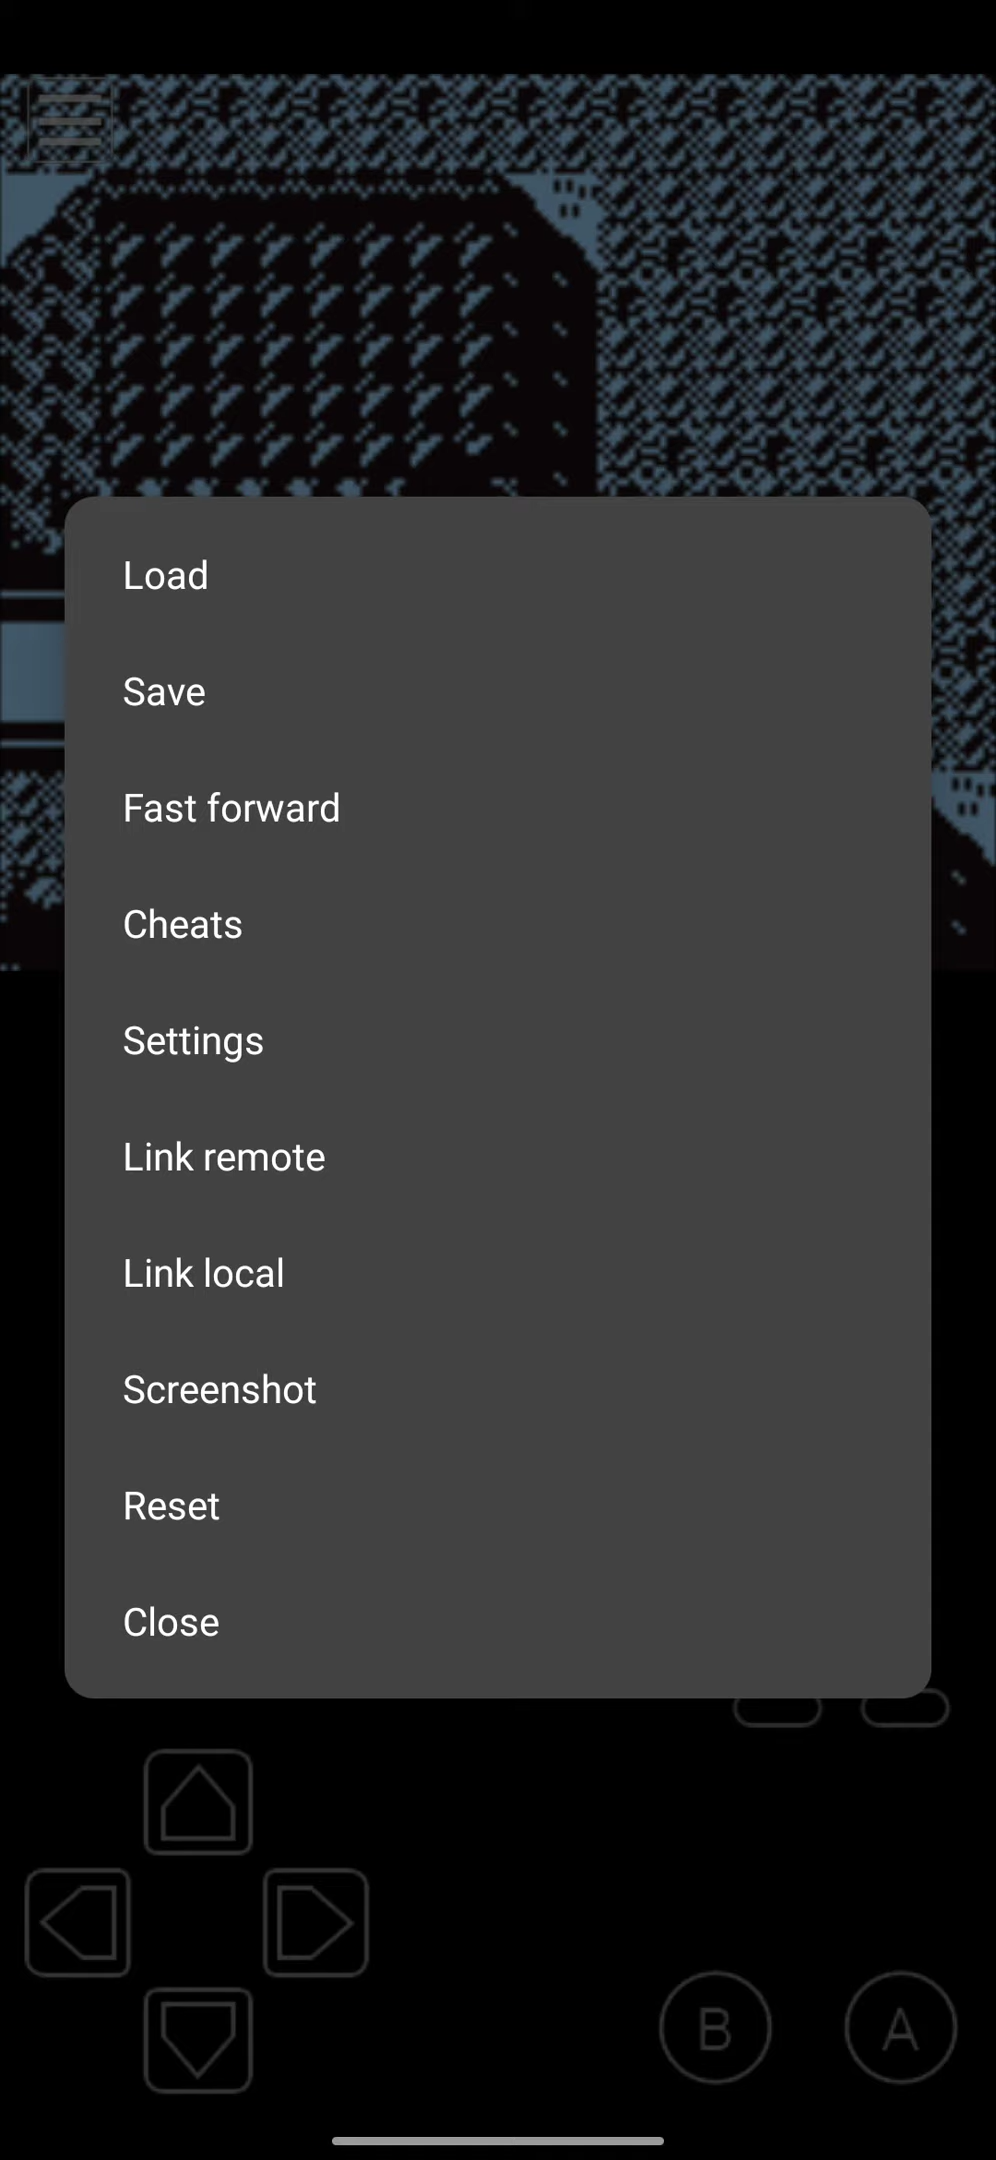 Load
Save
Fast forward
Cheats
Settings
Link remote
Link local
Screenshot
Reset
Close
B A